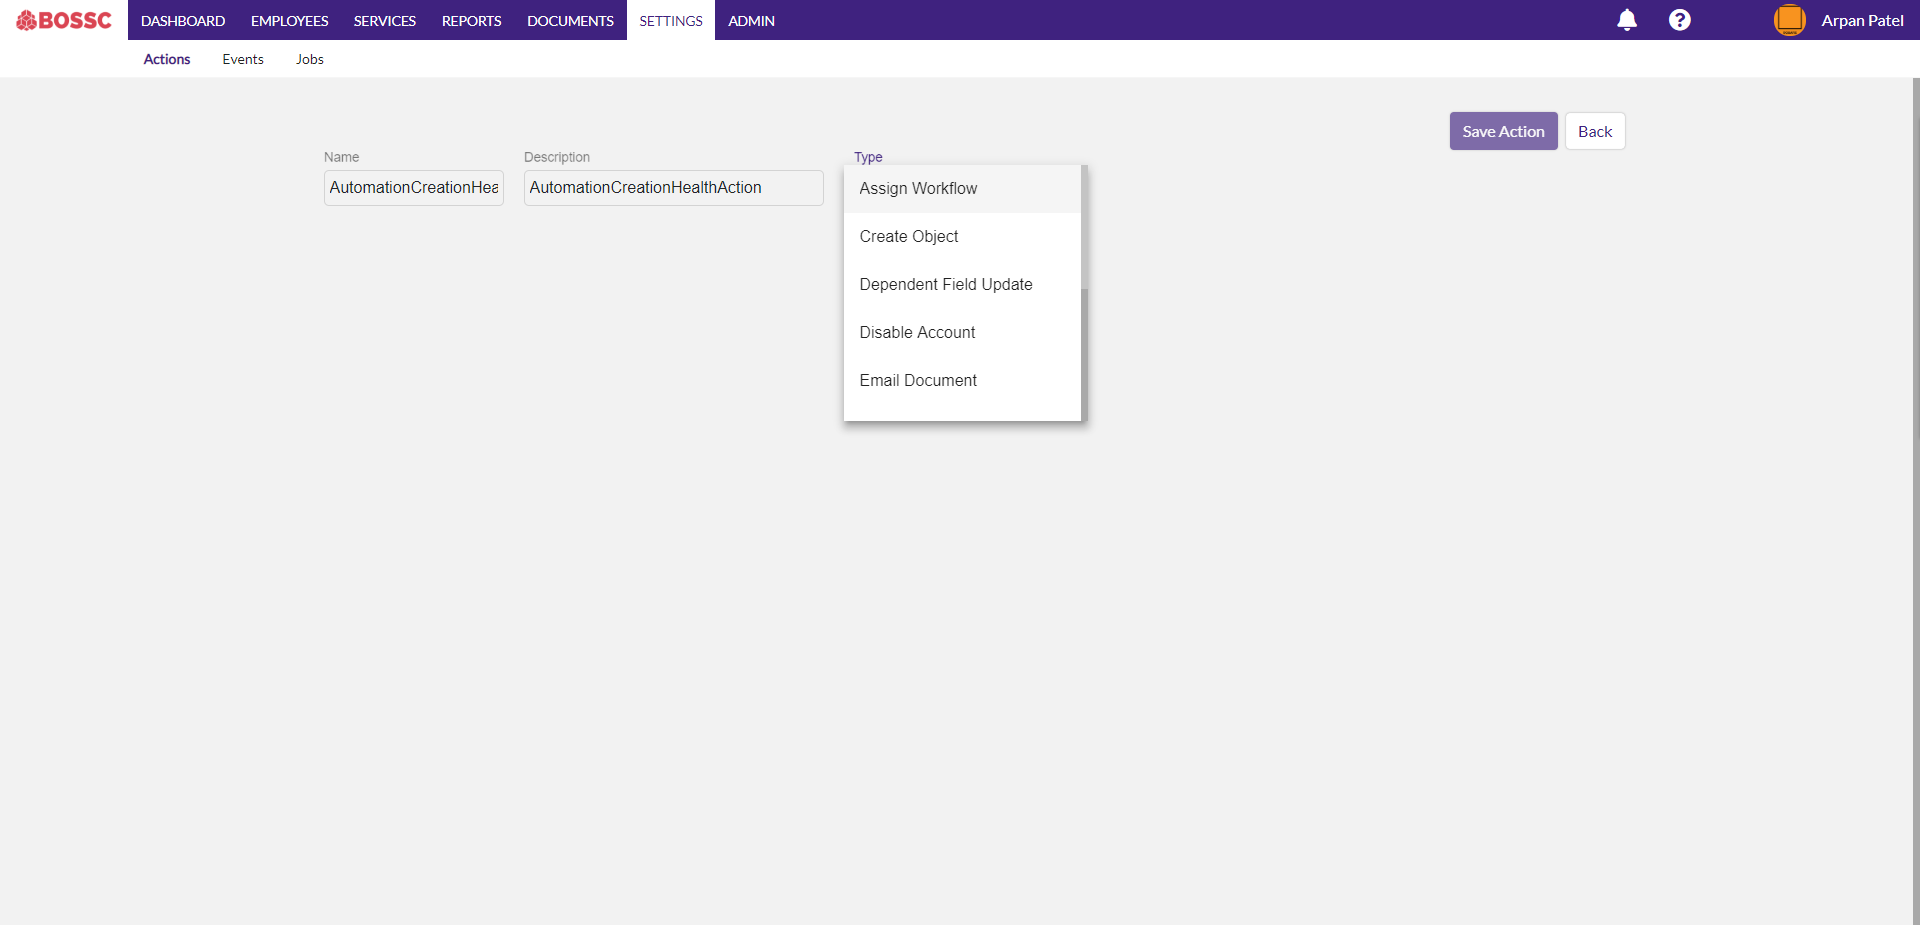 BOSSC DASHBOARD EMPLOYEES SERVICES REPORTS DOCUMENTS SETTINGS ADMIN ? Arpan Patel
Actions Events Jobs
Save Action Back
Name Description Type
AutomationCreationHea AutomationCreationHealthAction Assign Workflow
Create Object
Dependent Field Update
Disable Account
Email Document